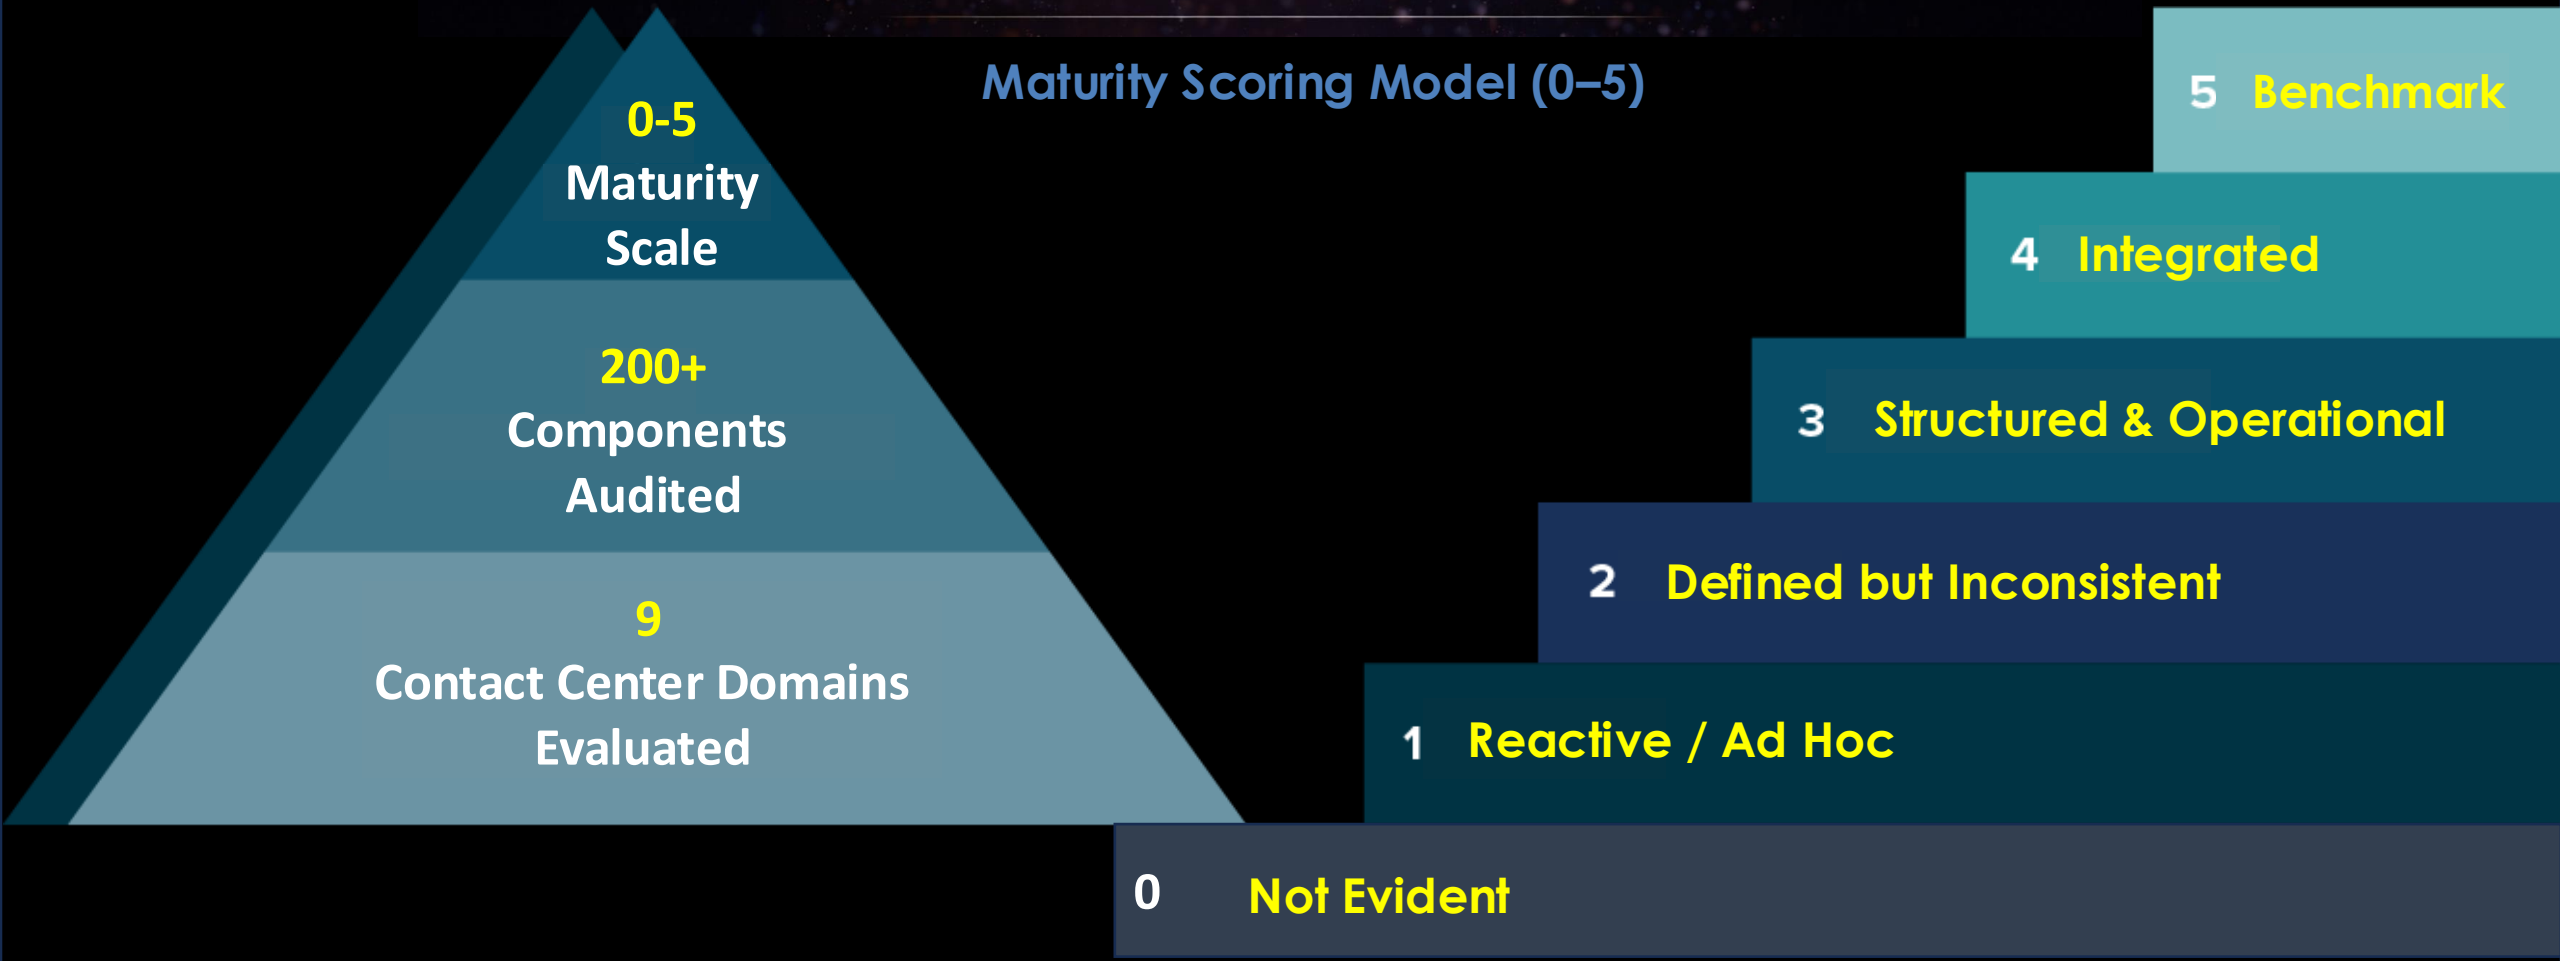 Maturity Scoring Model (0–5)
0-5
Maturity
Scale
200+
Components
Audited
9
Contact Center Domains
Evaluated
5 Benchmark
4 Integrated
3 Structured & Operational
2 Defined but Inconsistent
1 Reactive / Ad Hoc
0 Not Evident